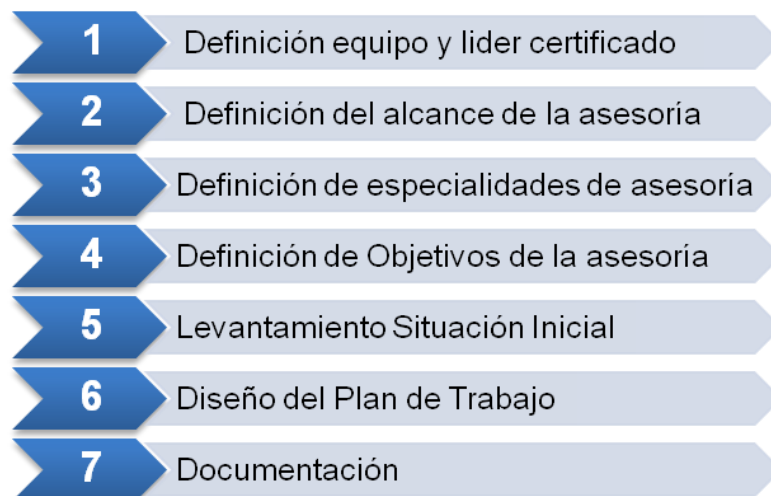 1 Definición equipo y lider certificado
2 Definición del alcance de la asesoría
3 Definición de especialidades de asesoría
4 Definición de Objetivos de la asesoría
5 Levantamiento Situación Inicial
6 Diseño del Plan de Trabajo
7 Documentación